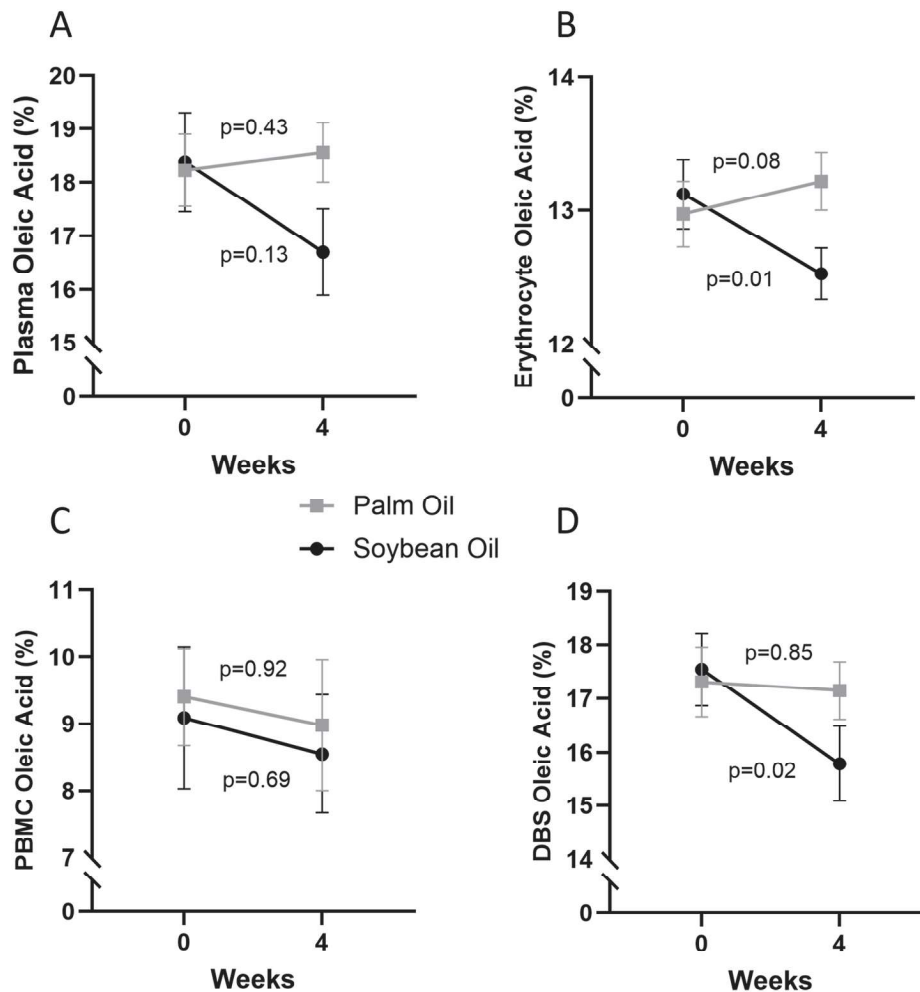 A
Plasma Oleic Acid (%)
20
19
18
17
16
15
0
p=0.43
p=0.13
0 4
Weeks
B
Erythrocyte Oleic Acid (%)
14
13
12
0
p=0.08
p=0.01
0 4
Weeks
Palm Oil
Soybean Oil
C
PBMC Oleic Acid (%)
11
10
9
8
7
0
p=0.92
p=0.69
0 4
Weeks
D
DBS Oleic Acid (%)
19
18
17
16
15
14
0
p=0.85
p=0.02
0 4
Weeks